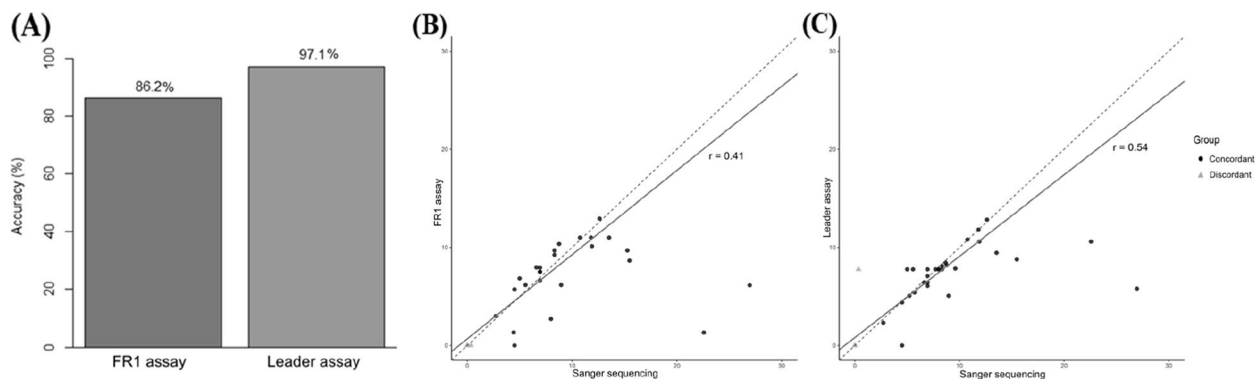 (A)
Accuracy (%)
100
80
60
40
20
0
86.2%
97.1%
FR1 assay
Leader assay
(B)
FR1 assay
30
20
10
0
r = 0.41
0
10
20
30
Sanger sequencing
(C)
Leader assay
30
20
10
0
r = 0.54
0
10
20
30
Sanger sequencing
Group
Concordant
Discordant